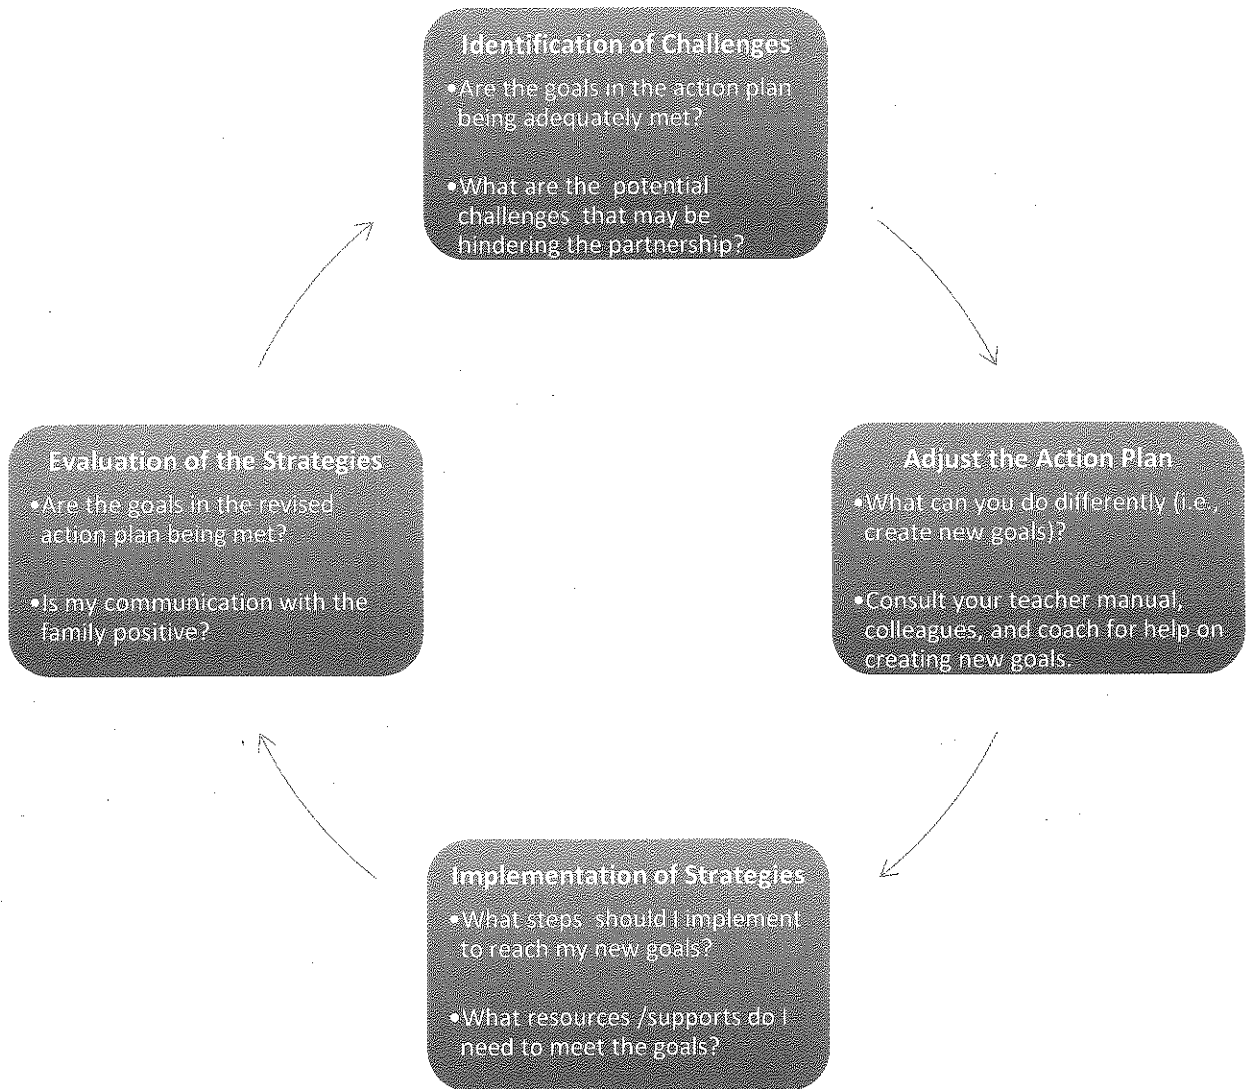 Identification of Challenges
•Are the goals in the action plan
being adequately met?
•What are the potential
challenges that may be
hindering the partnership?
Adjust the Action Plan
•What can you do differently (i.e.,
create new goals)?
•Consult your teacher manual,
colleagues, and coach for help on
creating new goals.
Implementation of Strategies
•What steps should I implement
to reach my new goals?
•What resources /supports do I
need to meet the goals?
Evaluation of the Strategies
•Are the goals in the revised
action plan being met?
•Is my communication with the
family positive?